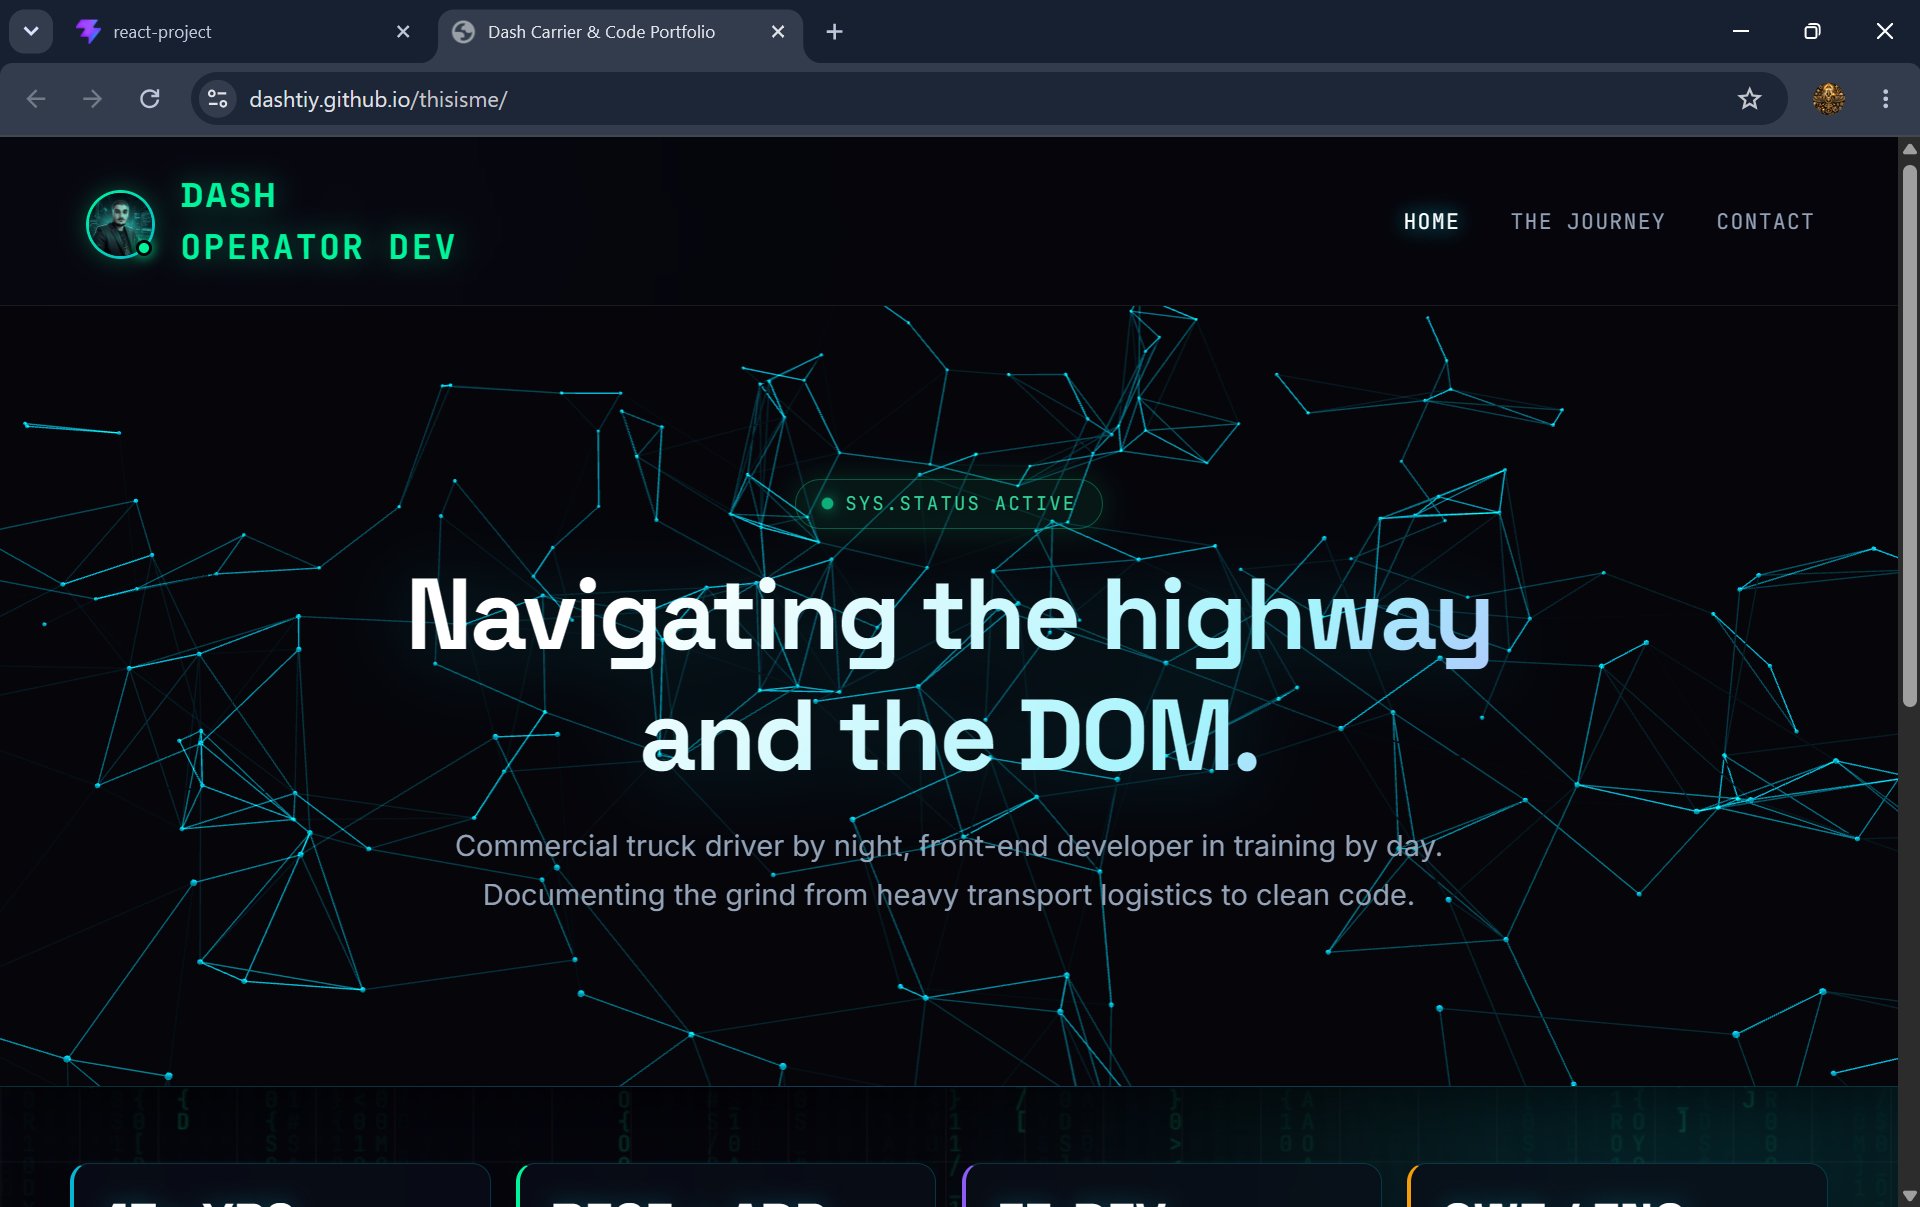 react-project
Dash Carrier & Code Portfolio
dashtiy.github.io/thisisme/
DASH
OPERATOR DEV
HOME
THE JOURNEY
CONTACT
SYS.STATUS ACTIVE
Navigating the highway
and the DOM.
Commercial truck driver by night, front-end developer in training by day.
Documenting the grind from heavy transport logistics to clean code.